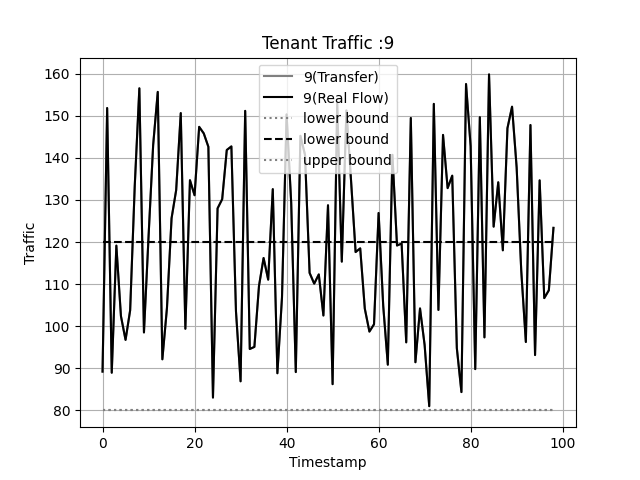 Tenant Traffic :9
9(Transfer)
9(Real Flow)
lower bound
lower bound
upper bound
160
150
140
130
120
110
100
90
80
Traffic
0 20 40 60 80 100
Timestamp